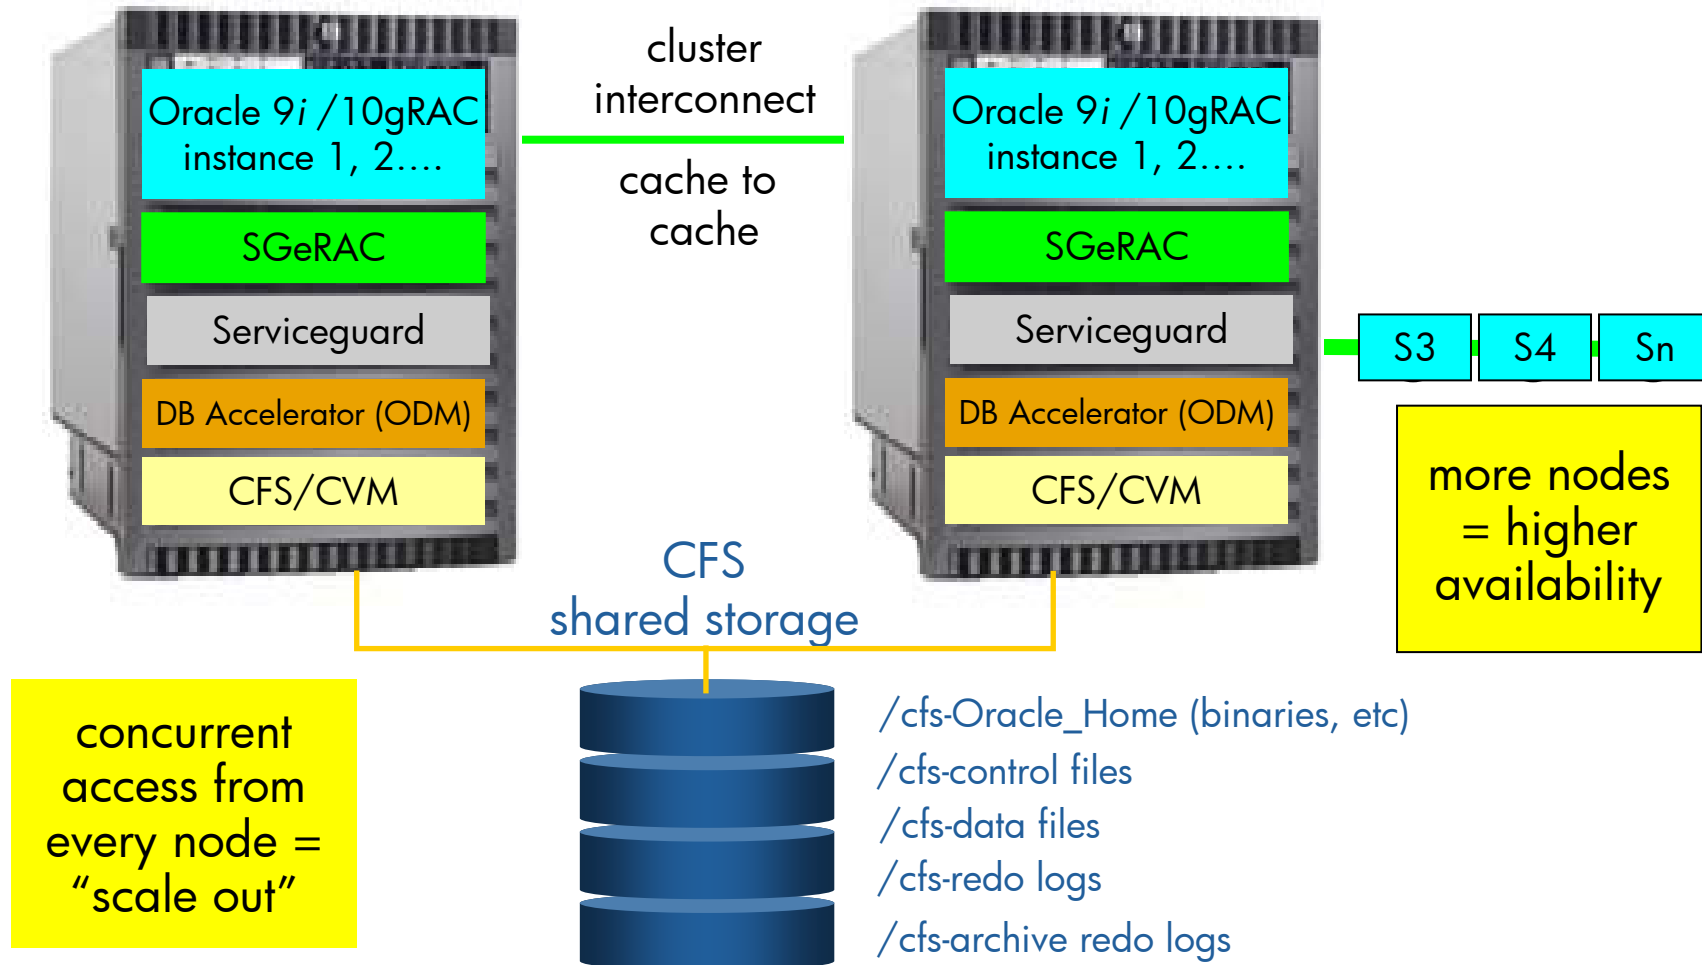 Oracle 9i /10gRAC
instance 1, 2....
SGeRAC
Serviceguard
DB Accelerator (ODM)
CFS/CVM
cluster
interconnect
cache to
cache
Oracle 9i /10gRAC
instance 1, 2....
SGeRAC
Serviceguard
DB Accelerator (ODM)
CFS/CVM
S3
S4
Sn
more nodes
= higher
availability
CFS
shared storage
concurrent
access from
every node =
“scale out”
/cfs-Oracle_Home (binaries, etc)
/cfs-control files
/cfs-data files
/cfs-redo logs
/cfs-archive redo logs